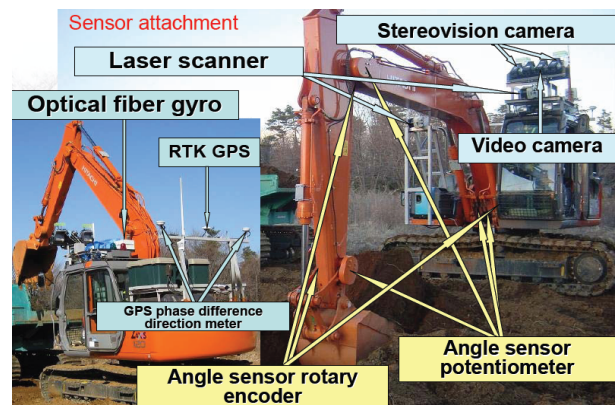 Sensor attachment
Stereovision camera
Laser scanner
Optical fiber gyro
RTK GPS
Video camera
GPS phase difference
direction meter
Angle sensor rotary
encoder
Angle sensor
potentiometer
HITACHI